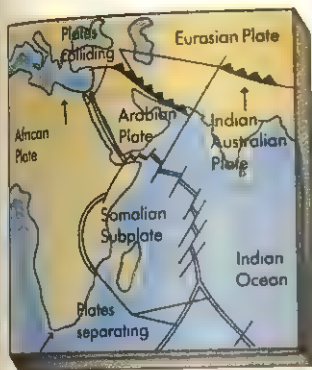 Plates
colliding
Eurasian Plate
African
Plate
Arabian
Plate
Indian-
Australian
Plate
Somalian
Subplate
Indian
Ocean
Plates
separating